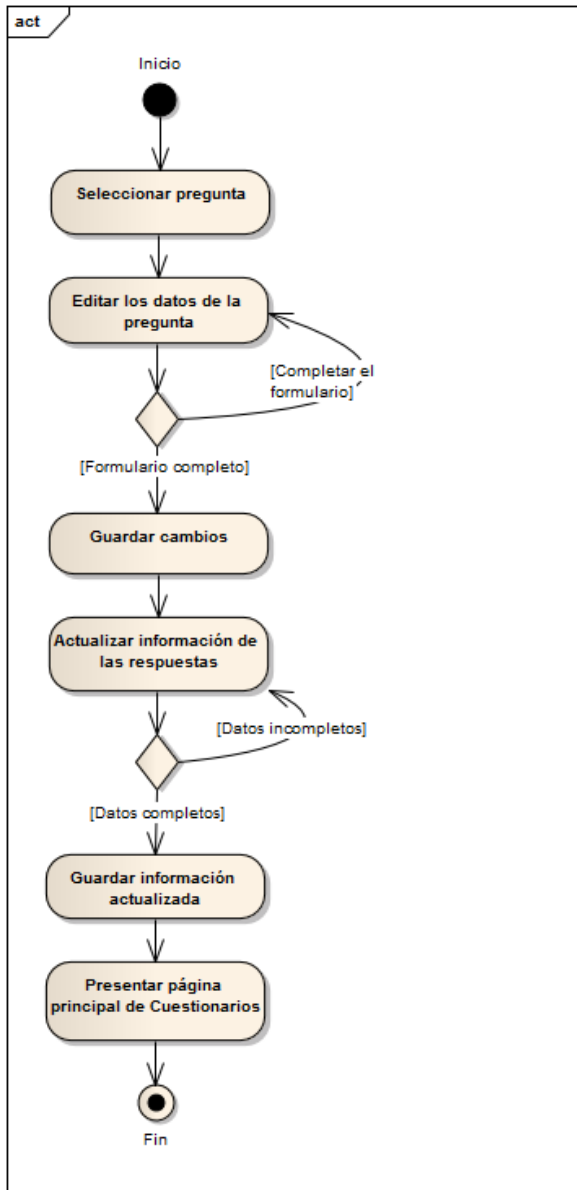 act
Inicio
Seleccionar pregunta
Editar los datos de la
pregunta
[Completar el
formulario]
[Formulario completo]
Guardar cambios
Actualizar información de
las respuestas
[Datos incompletos]
[Datos completos]
Guardar información
actualizada
Presentar página
principal de Cuestionarios
Fin